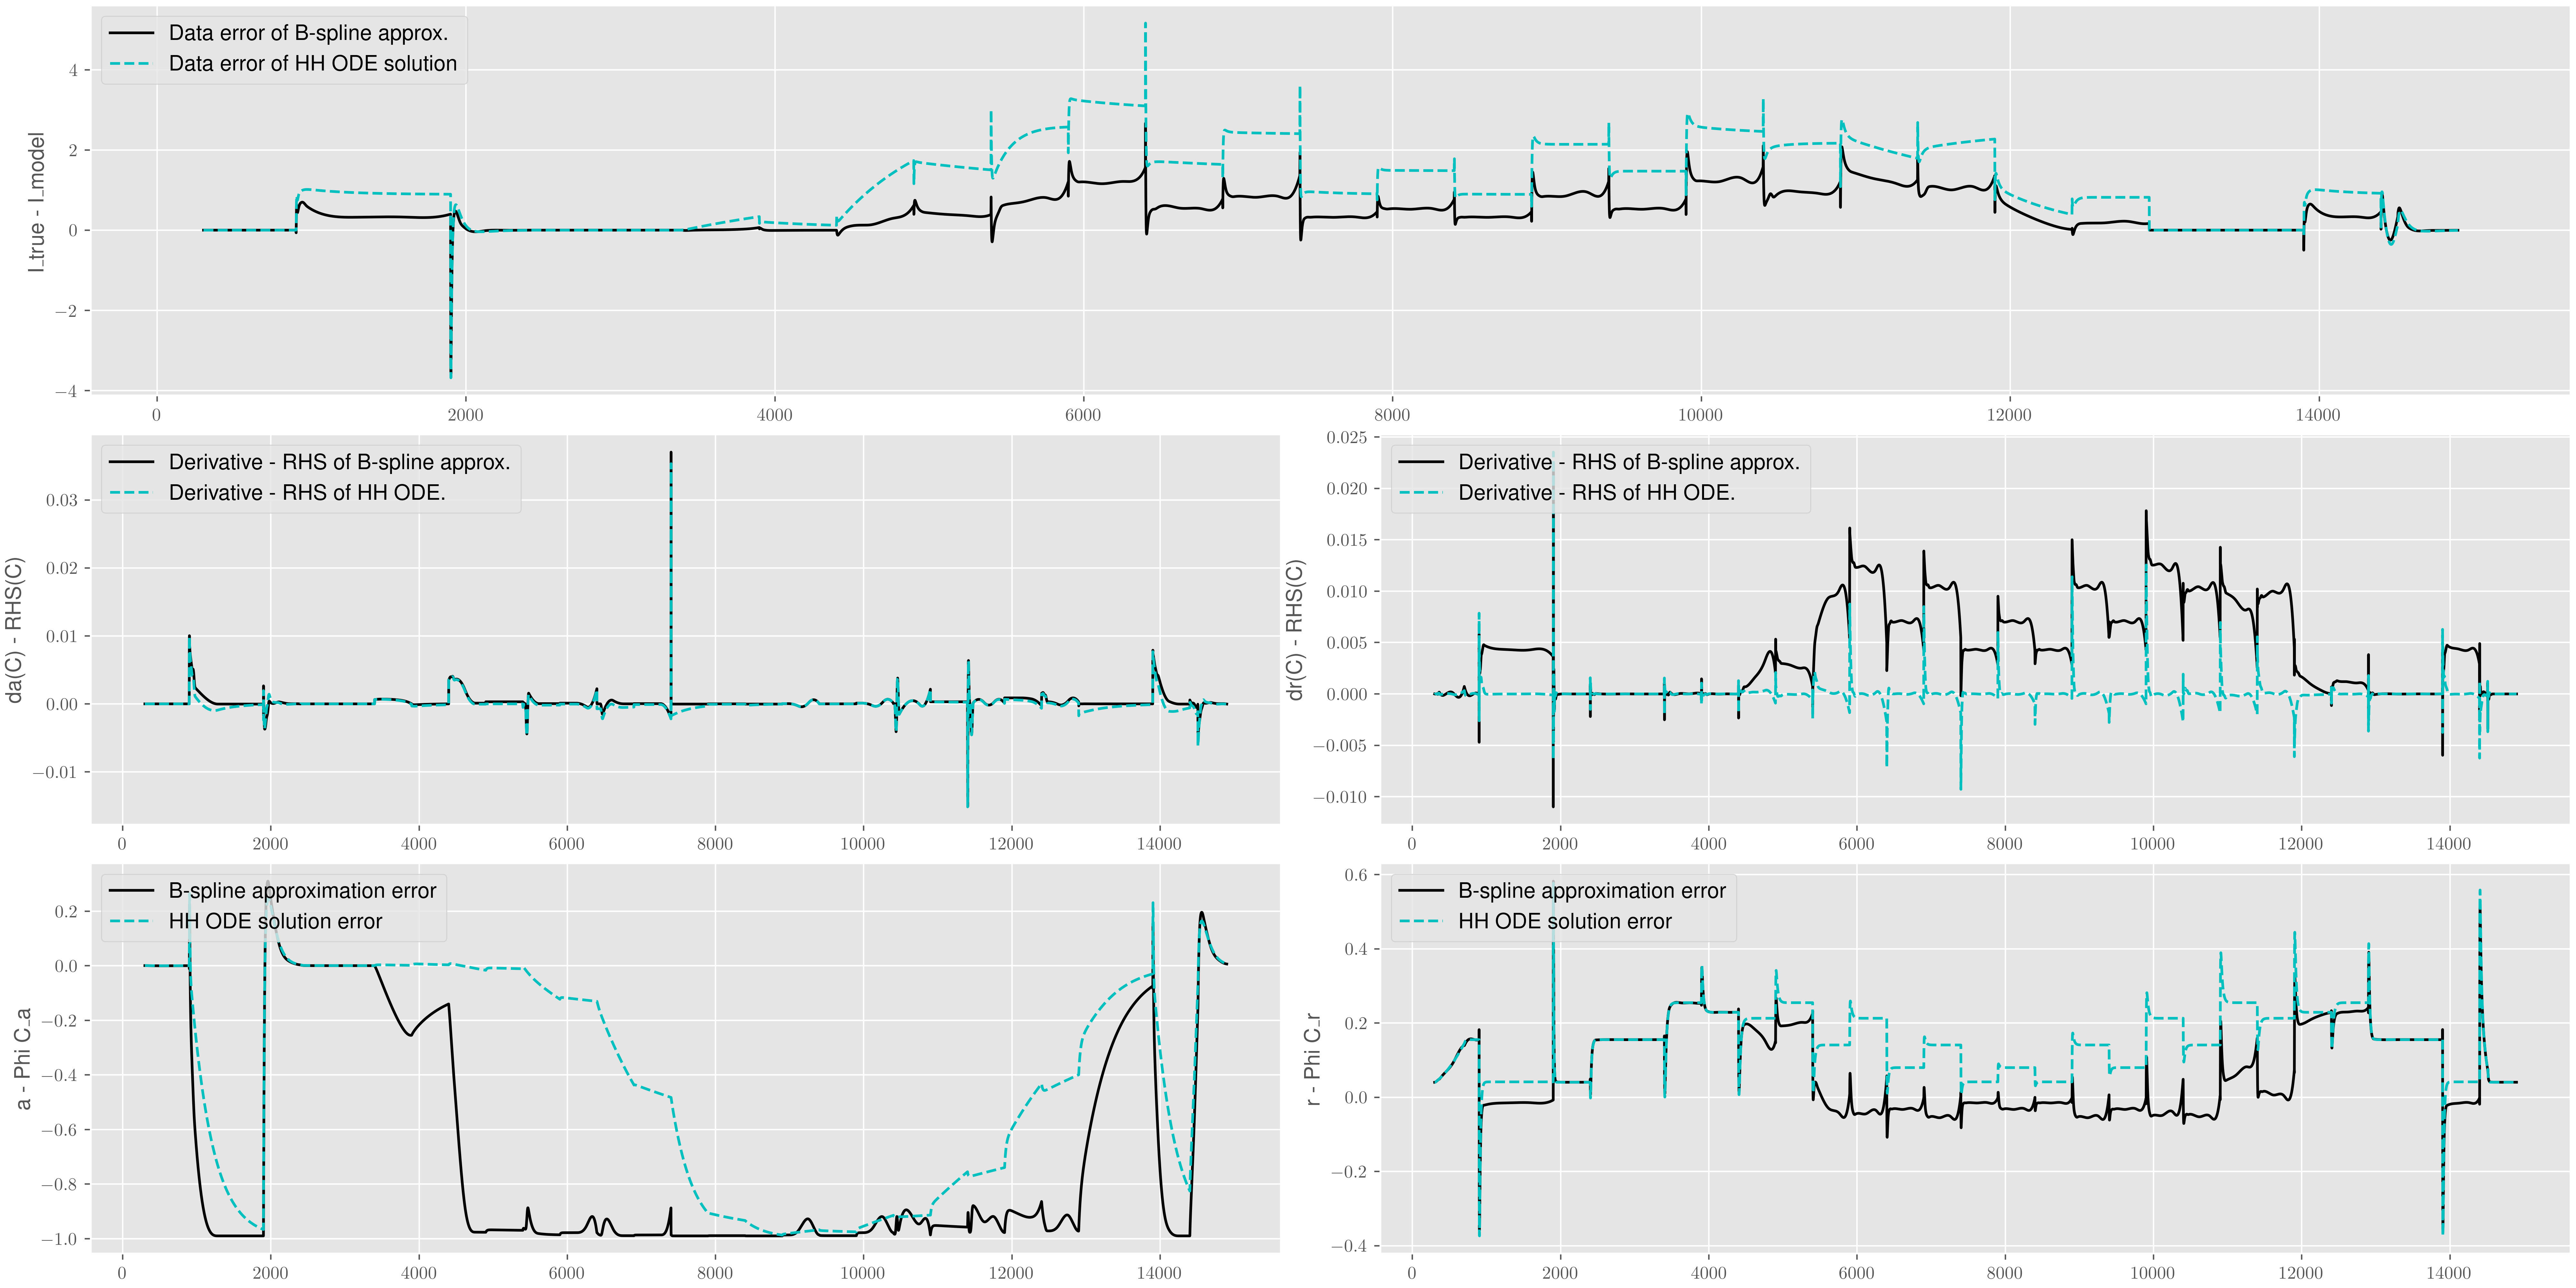 Data error of B-spline approx.
Data error of HH ODE solution
I_true - I_model
4
2
0
−2
−4
0 2000 4000 6000 8000 10000 12000 14000
Derivative - RHS of B-spline approx.
Derivative - RHS of HH ODE.
da(C) - RHS(C)
0.03
0.02
0.01
0.00
−0.01
0 2000 4000 6000 8000 10000 12000 14000
Derivative - RHS of B-spline approx.
Derivative - RHS of HH ODE.
dr(C) - RHS(C)
0.025
0.020
0.015
0.010
0.005
0.000
−0.005
−0.010
0 2000 4000 6000 8000 10000 12000 14000
B-spline approximation error
HH ODE solution error
a - Phi C_a
0.2
0.0
−0.2
−0.4
−0.6
−0.8
−1.0
0 2000 4000 6000 8000 10000 12000 14000
B-spline approximation error
HH ODE solution error
r - Phi C_r
0.6
0.4
0.2
0.0
−0.2
−0.4
0 2000 4000 6000 8000 10000 12000 14000